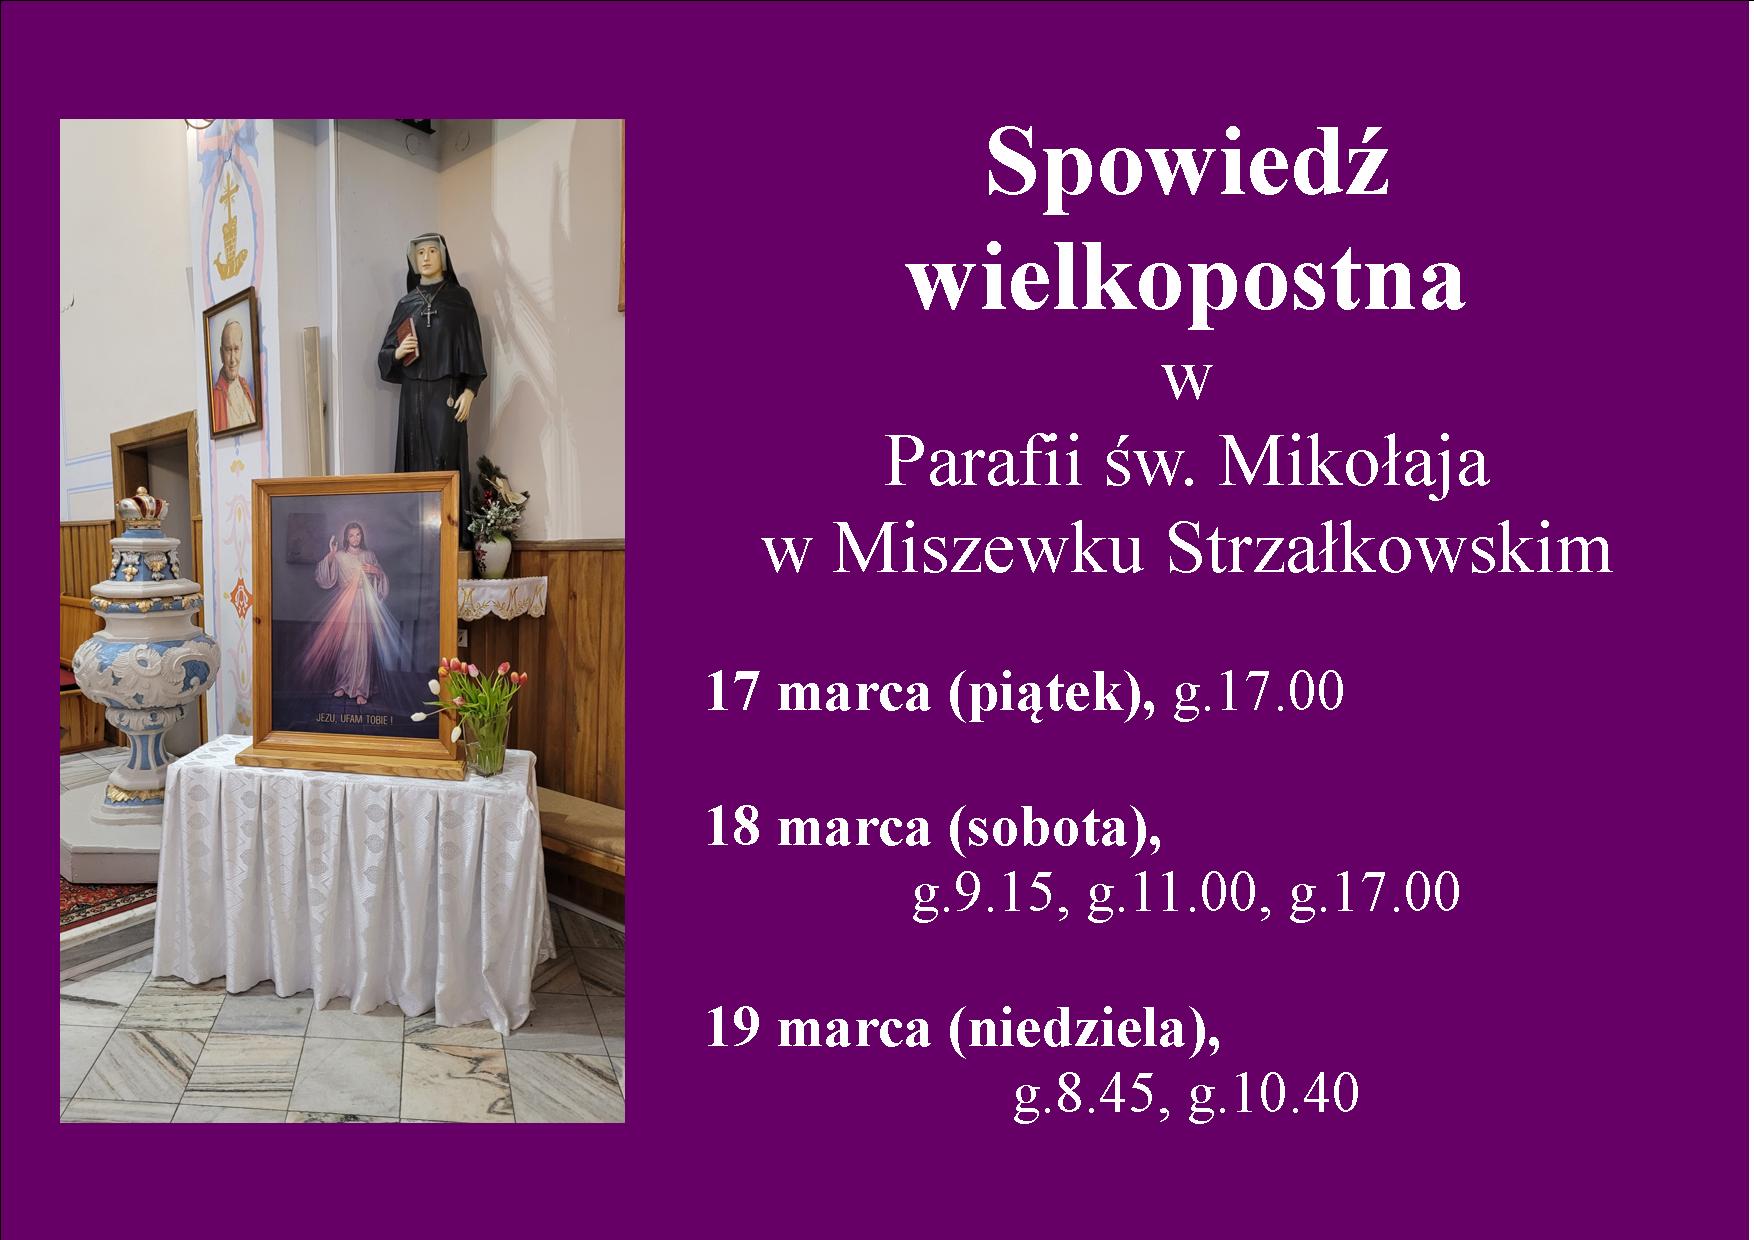 Spowiedź
wielkopostna
w
Parafii św. Mikołaja
w Miszewku Strzałkowskim
17 marca (piątek), g.17.00
18 marca (sobota),
g.9.15, g.11.00, g.17.00
19 marca (niedziela),
g.8.45, g.10.40
JEZU, UFAM TOBIE !